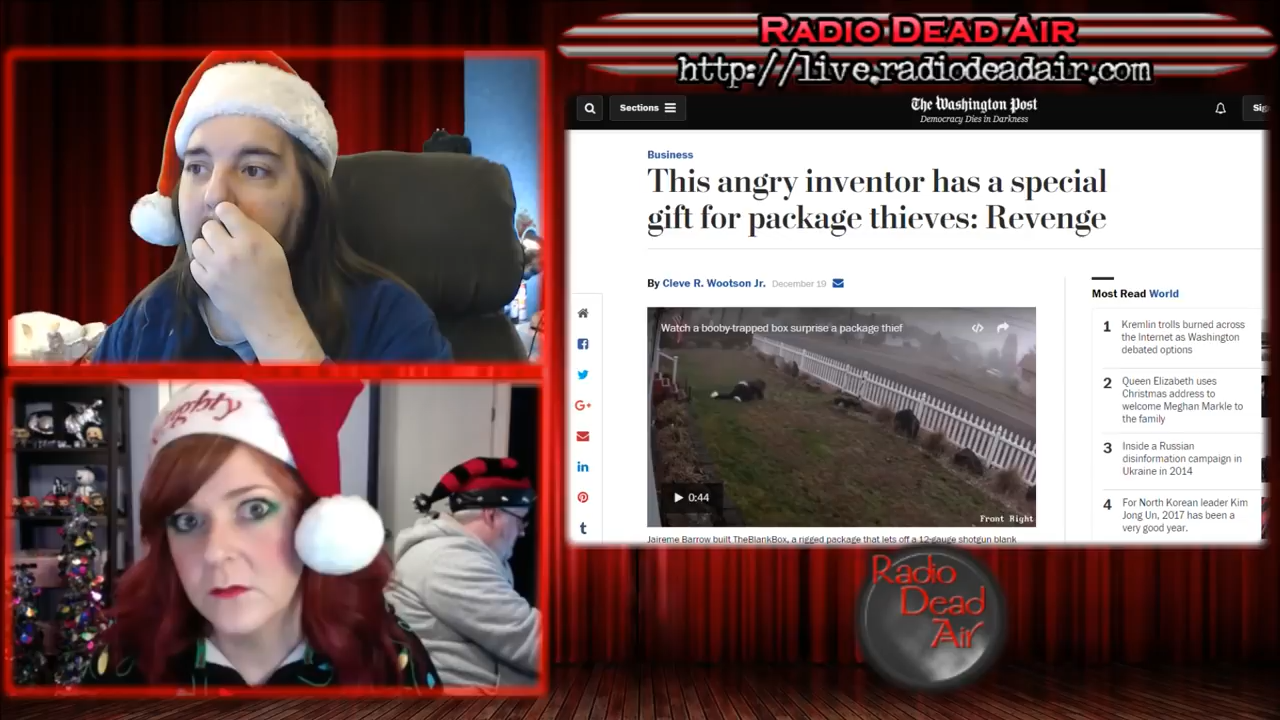 Radio Dead Air
http://live.radiodeadair.com
Sections
The Washington Post
Democracy Dies in Darkness
Business
This angry inventor has a special
gift for package thieves: Revenge
By Cleve R. Wootson Jr. December 19
Watch a booby-trapped box surprise a package thief
0:44
Front Right
Jaireme Barrow built TheBlankBox, a rigged package that lets off a 12-gauge shotgun blank
Most Read World
1 Kremlin trolls burned across
the Internet as Washington
debated options
2 Queen Elizabeth uses
Christmas address to
welcome Meghan Markle to
the family
3 Inside a Russian
disinformation campaign in
Ukraine in 2014
4 For North Korean leader Kim
Jong Un, 2017 has been a
very good year.
Radio
Dead
Air